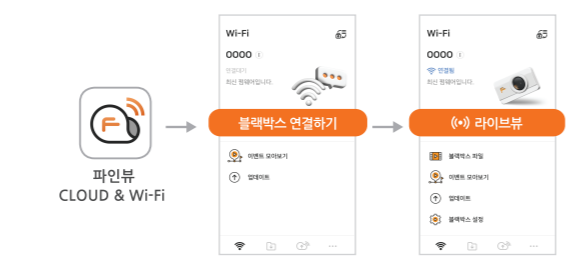 파인뷰
CLOUD & Wi-Fi
Wi-Fi
0000
연결대기
최신 펌웨어입니다.
블랙박스 연결하기
이벤트 모아보기
업데이트
Wi-Fi
0000
연결됨
최신 펌웨어입니다.
라이브뷰
블랙박스 파일
이벤트 모아보기
업데이트
블랙박스 설정